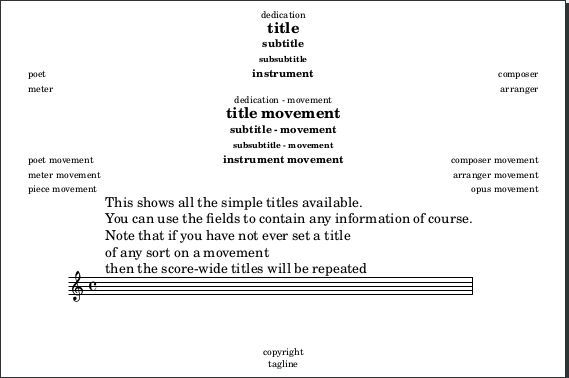 dedication
title
subtitle
subsubtitle
poet instrument composer
meter arranger
dedication - movement
title movement
subtitle - movement
subsubtitle - movement
poet movement instrument movement composer movement
meter movement arranger movement
piece movement opus movement
This shows all the simple titles available.
You can use the fields to contain any information of course.
Note that if you have not ever set a title
of any sort on a movement
then the score-wide titles will be repeated
copyright
tagline